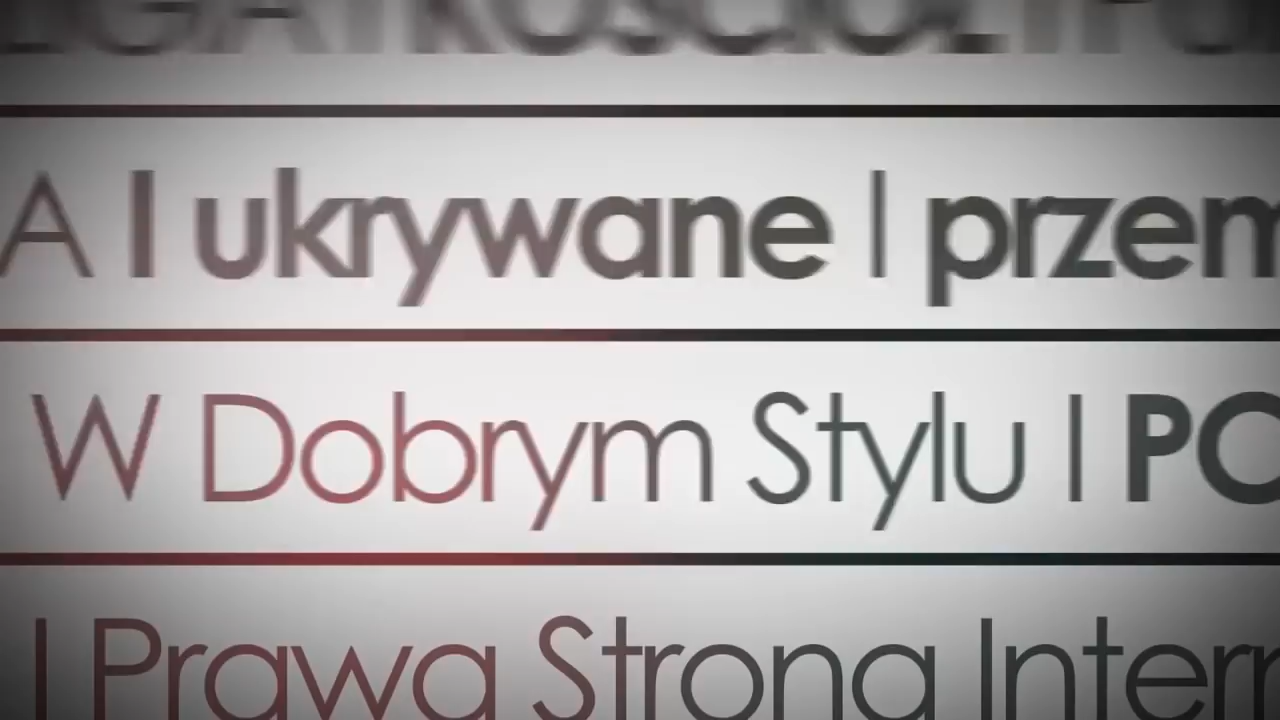 A I ukrywane | przem
W Dobrym Stylu I PO
I Prawa Strona Intern